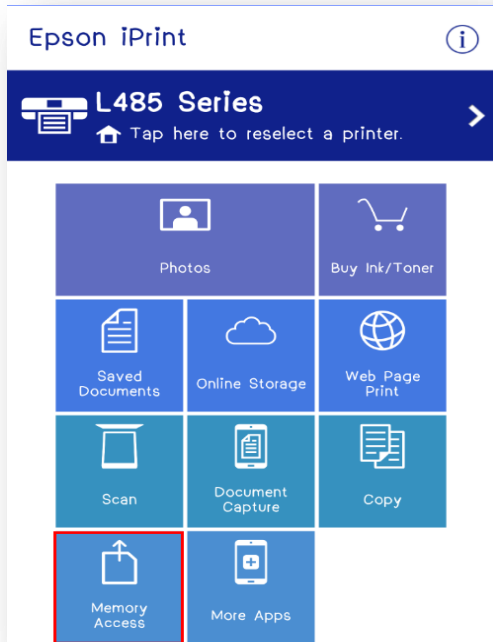 Epson iPrint
i
L485 Series
Tap here to reselect a printer.
Photos
Buy Ink/Toner
Saved
Documents
Online Storage
Web Page
Print
Scan
Document
Capture
Copy
Memory
Access
More Apps